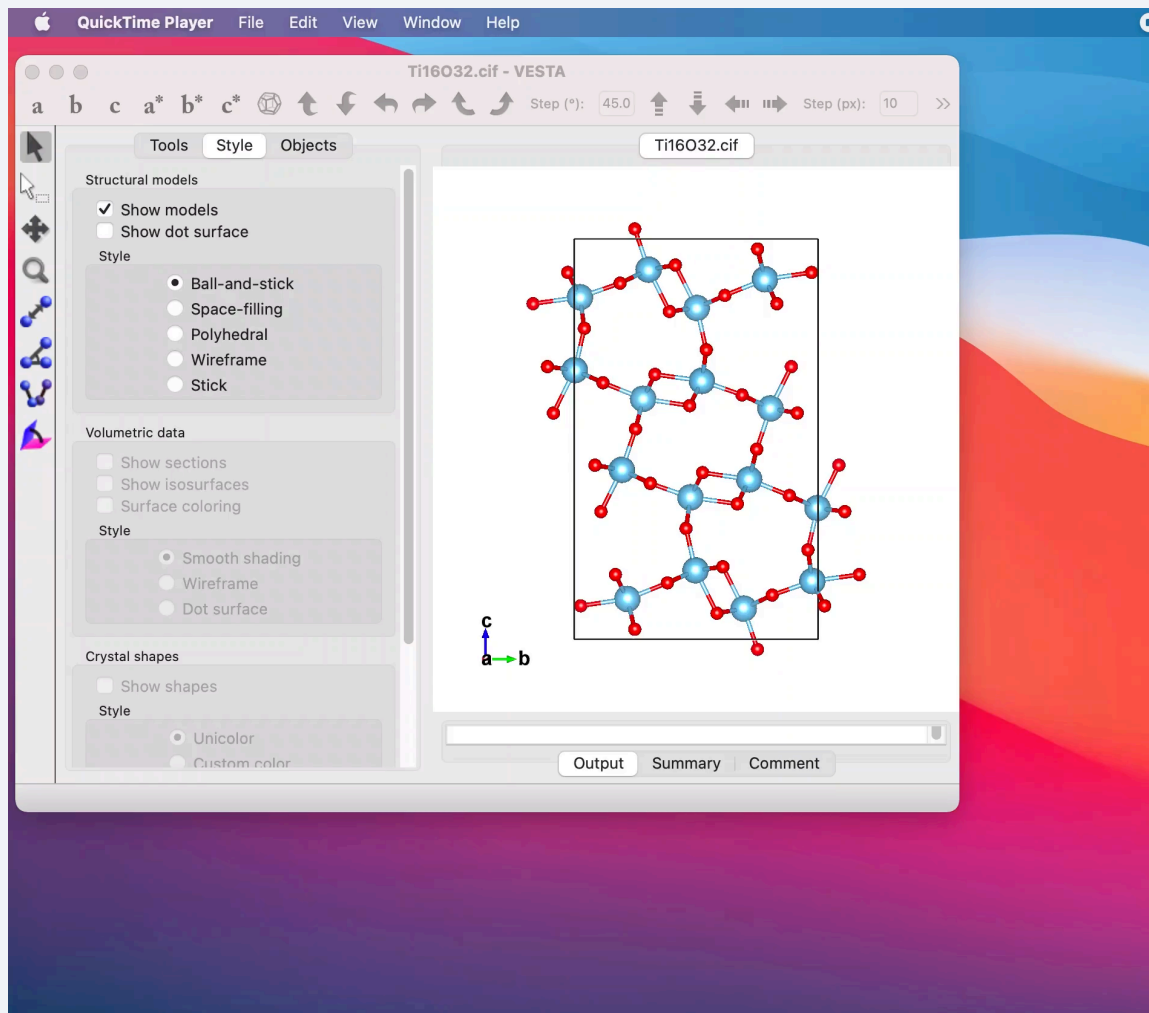 QuickTime Player File Edit View Window Help
Ti16O32.cif - VESTA
a b c a* b* c* Step (°): 45.0 Step (px): 10
Tools Style Objects
Ti16O32.cif
Structural models
Show models
Show dot surface
Style
Ball-and-stick
Space-filling
Polyhedral
Wireframe
Stick
Volumetric data
Show sections
Show isosurfaces
Surface coloring
Style
Smooth shading
Wireframe
Dot surface
Crystal shapes
Show shapes
Style
Unicolor
Custom color
c
a b
Output Summary Comment